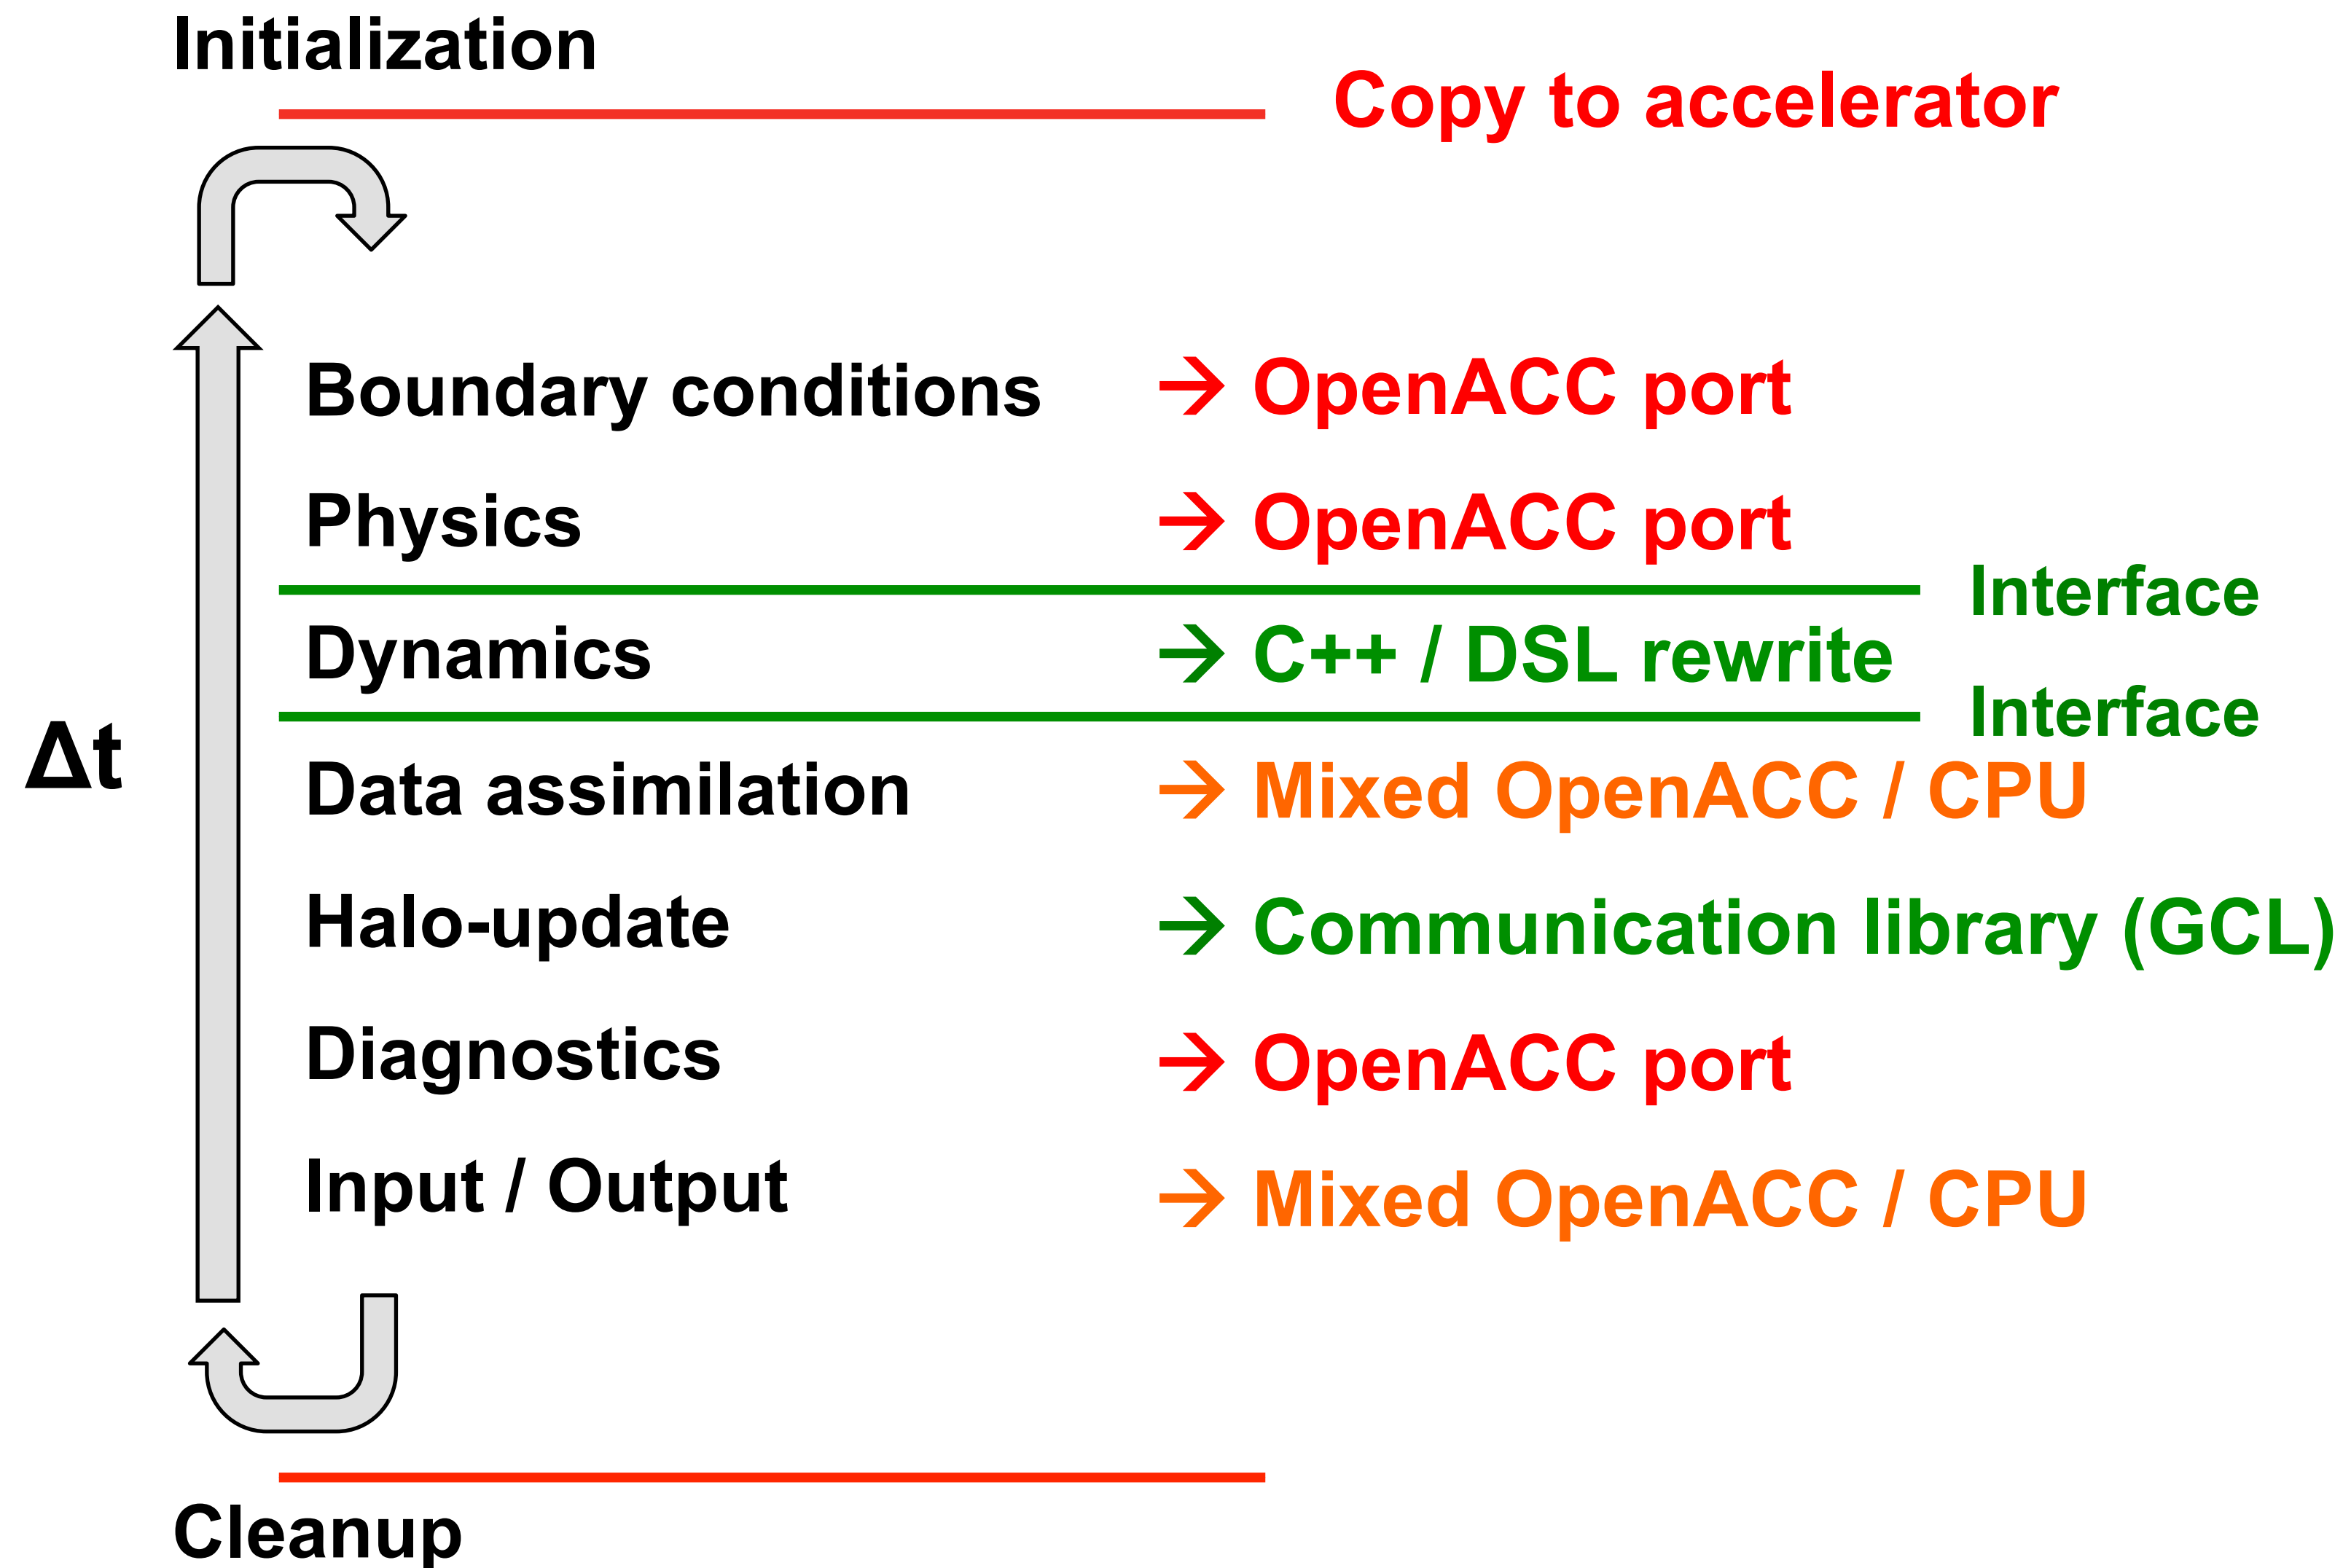 Initialization
Copy to accelerator
Boundary conditions → OpenACC port
Physics → OpenACC port
Interface
Dynamics → C++ / DSL rewrite
Interface
Δt
Data assimilation → Mixed OpenACC / CPU
Halo-update → Communication library (GCL)
Diagnostics → OpenACC port
Input / Output → Mixed OpenACC / CPU
Cleanup